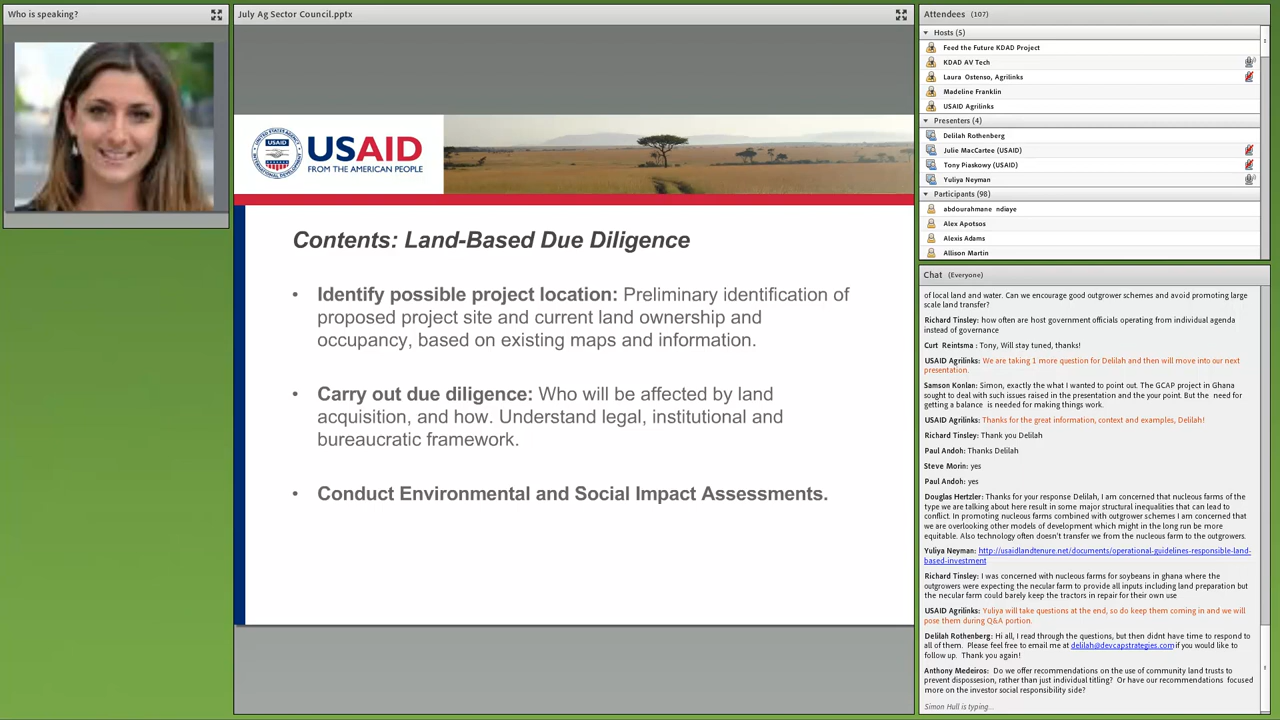 Who is speaking?
July Ag Sector Council.pptx
USAID
FROM THE AMERICAN PEOPLE
Contents: Land-Based Due Diligence
• Identify possible project location: Preliminary identification of
proposed project site and current land ownership and
occupancy, based on existing maps and information.
• Carry out due diligence: Who will be affected by land
acquisition, and how. Understand legal, institutional and
bureaucratic framework.
• Conduct Environmental and Social Impact Assessments.
Attendees (107)
Hosts (5)
Feed the Future KDAD Project
KDAD AV Tech
Laura Ostenso, Agrilinks
Madeline Franklin
USAID Agrilinks
Presenters (4)
Delilah Rothenberg
Julie MacCartee (USAID)
Tony Piaskowy (USAID)
Yuliya Neyman
Participants (98)
abdourahmane ndiaye
Alex Apotsos
Alexis Adams
Allison Martin
Chat (Everyone)
of local land and water. Can we encourage good outgrower schemes and avoid promoting large
scale land transfer?
Richard Tinsley: how often are host government officials operating from individual agenda
instead of governance
Curt Reintsma : Tony, Will stay tuned, thanks!
USAID Agrilinks: We are taking 1 more question for Delilah and then will move into our next
presentation.
Samson Konlan: Simon, exactly the what I wanted to point out. The GCAP project in Ghana
sought to deal with such issues raised in the presentation and the your point. But the need for
getting a balance is needed for making things work.
USAID Agrilinks: Thanks for the great information, context and examples, Delilah!
Richard Tinsley: Thank you Delilah
Paul Andoh: Thanks Delilah
Steve Morin: yes
Paul Andoh: yes
Douglas Hertzler: Thanks for your response Delilah, I am concerned that nucleous farms of the
type we are talking about here result in some major structural inequalities that can lead to
conflict. In promoting nucleous farms combined with outgrower schemes I am concerned that
we are overlooking other models of development which might in the long run be more
equitable. Also technology often doesn't transfer we from the nucleous farm to the outgrowers.
Yuliya Neyman: http://usaidlandtenure.net/documents/operational-guidelines-responsible-land-
based-investment
Richard Tinsley: I was concerned with nucleous farms for soybeans in ghana where the
outgrowers were expecting the necular farm to provide all inputs including land preparation but
the necular farm could barely keep the tractors in repair for their own use
USAID Agrilinks: Yuliya will take questions at the end, so do keep them coming in and we will
pose them during Q&A portion.
Delilah Rothenberg: Hi all, I read through the questions, but then didnt have time to respond to
all of them. Please feel free to email me at delilah@devcapstrategies.com if you would like to
follow up. Thank you again!
Anthony Medeiros: Do we offer recommendations on the use of community land trusts to
prevent dispossesion, rather than just individual titling? Or have our recommendations focused
more on the investor social responsibility side?
Simon Hull is typing...